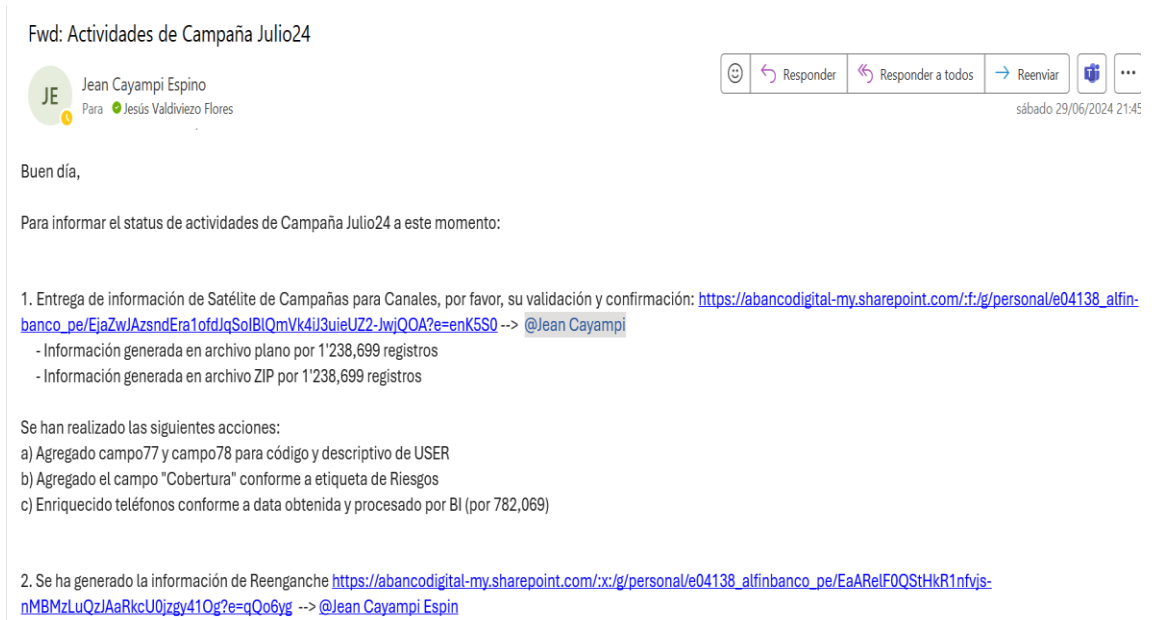 Fwd: Actividades de Campaña Julio24
JE
Jean Cayampi Espino
Para Jesús Valdiviezo Flores
Responder
Responder a todos
Reenviar
sábado 29/06/2024 21:45
Buen día,
Para informar el status de actividades de Campaña Julio24 a este momento:
1. Entrega de información de Satélite de Campañas para Canales, por favor, su validación y confirmación: https://abancodigital-my.sharepoint.com/:f:/g/personal/e04138_alfin-
banco_pe/EjaZwJAzsndEra1ofdJqSoIBlQmVk4iJ3uieUZ2-JwjQOA?e=enK5S0 --> @Jean Cayampi
- Información generada en archivo plano por 1'238,699 registros
- Información generada en archivo ZIP por 1'238,699 registros
Se han realizado las siguientes acciones:
a) Agregado campo77 y campo78 para código y descriptivo de USER
b) Agregado el campo "Cobertura" conforme a etiqueta de Riesgos
c) Enriquecido teléfonos conforme a data obtenida y procesado por BI (por 782,069)
2. Se ha generado la información de Reenganche https://abancodigital-my.sharepoint.com/:x:/g/personal/e04138_alfinbanco_pe/EaARelF0QStHkR1nfvjs-
nMBMzLuQzJAaRkcU0jzgy41Og?e=qQo6yg --> @Jean Cayampi Espin